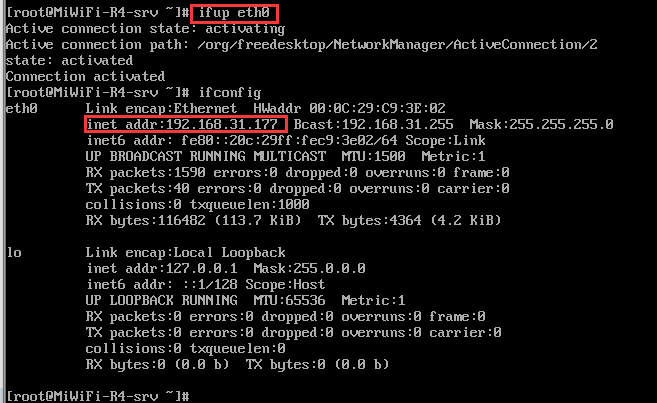 [root@MiWiFi-R4-srv ~]# ifup eth0
Active connection state: activating
Active connection path: /org/freedesktop/NetworkManager/ActiveConnection/2
state: activated
Connection activated
[root@MiWiFi-R4-srv ~]# ifconfig
eth0      Link encap:Ethernet  HWaddr 00:0C:29:C9:3E:02
          inet addr:192.168.31.177  Bcast:192.168.31.255  Mask:255.255.255.0
          inet6 addr: fe80::20c:29ff:fec9:3e02/64 Scope:Link
          UP BROADCAST RUNNING MULTICAST  MTU:1500  Metric:1
          RX packets:1590 errors:0 dropped:0 overruns:0 frame:0
          TX packets:40 errors:0 dropped:0 overruns:0 carrier:0
          collisions:0 txqueuelen:1000
          RX bytes:116482 (113.7 KiB)  TX bytes:4364 (4.2 KiB)
lo        Link encap:Local Loopback
          inet addr:127.0.0.1  Mask:255.0.0.0
          inet6 addr: ::1/128 Scope:Host
          UP LOOPBACK RUNNING  MTU:65536  Metric:1
          RX packets:0 errors:0 dropped:0 overruns:0 frame:0
          TX packets:0 errors:0 dropped:0 overruns:0 carrier:0
          collisions:0 txqueuelen:0
          RX bytes:0 (0.0 b)  TX bytes:0 (0.0 b)
[root@MiWiFi-R4-srv ~]#